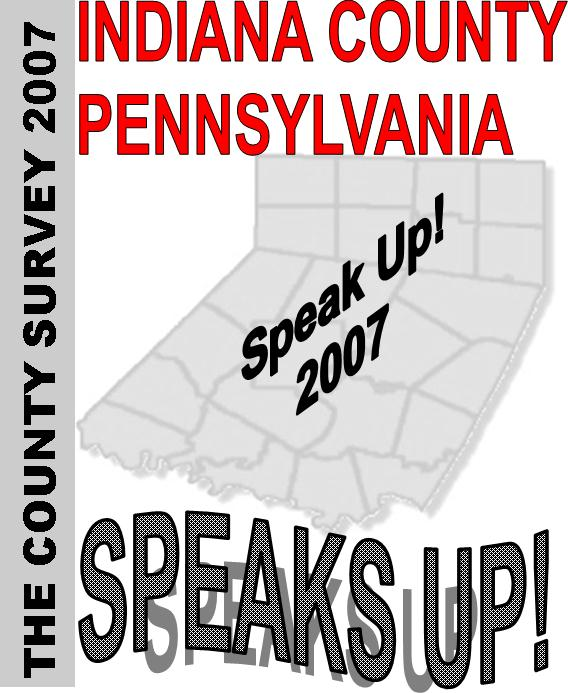 THE COUNTY SURVEY 2007
INDIANA COUNTY
PENNSYLVANIA
Speak Up!
2007
SPEAKS UP!